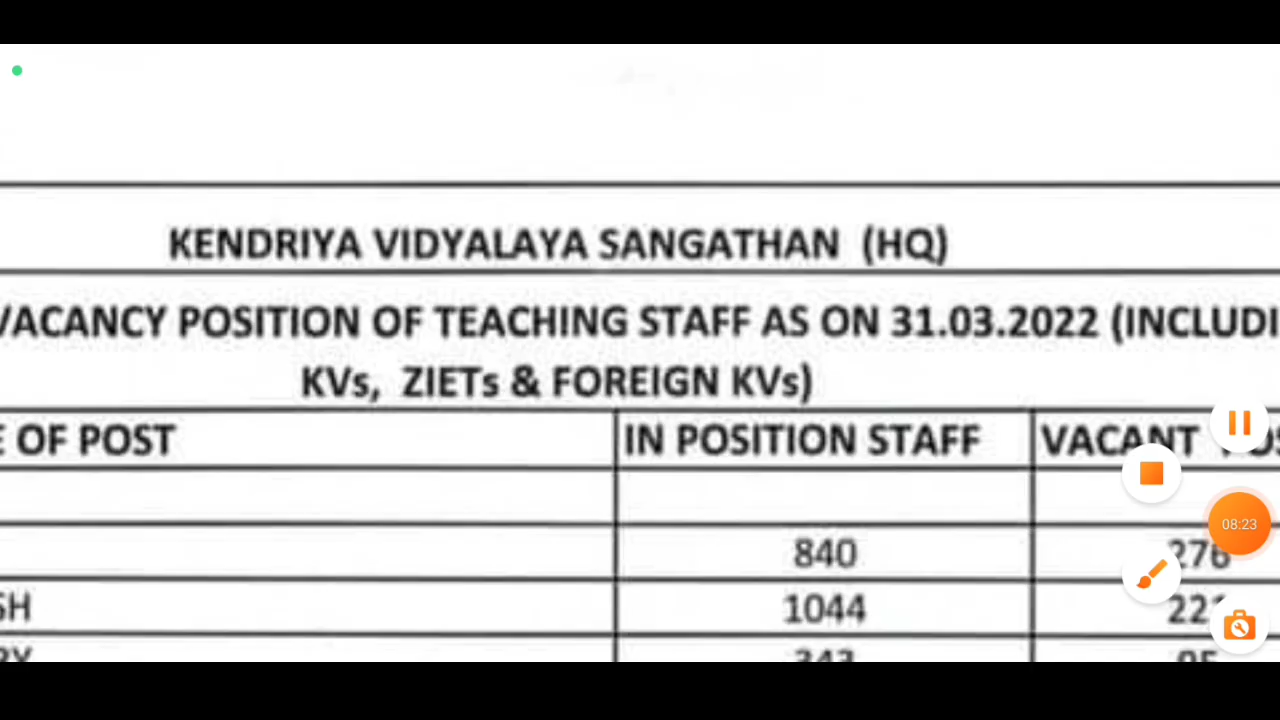 KENDRIYA VIDYALAYA SANGATHAN (HQ)
VACANCY POSITION OF TEACHING STAFF AS ON 31.03.2022 (INCLUDI
KVs, ZIETs & FOREIGN KVs)
E OF POST IN POSITION STAFF VACANT
840 276
SH 1044
08:23